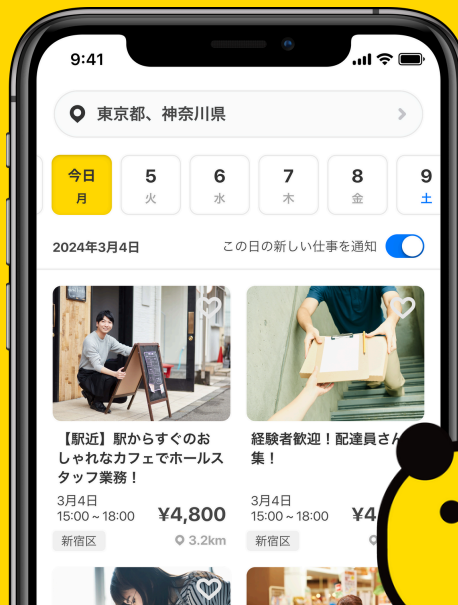 9:41
東京都、神奈川県
今日 5 6 7 8 9
月 火 水 木 金 土
2024年3月4日 この日の新しい仕事を通知
【駅近】駅からすぐのお
しゃれなカフェでホールス
タッフ業務！
3月4日
15:00~18:00 ¥4,800
新宿区 3.2km
経験者歓迎！配達員さん
集！
3月4日
15:00~18:00 ¥4
新宿区